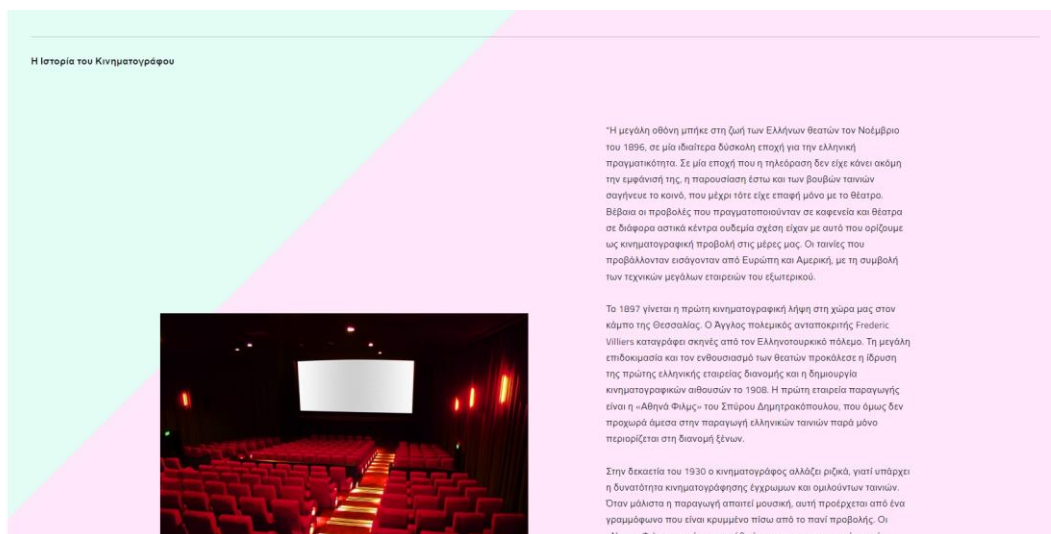 Η Ιστορία του Κινηματογράφου
"Η μεγάλη οθόνη μπήκε στη ζωή των Ελλήνων θεατών τον Νοέμβριο
του 1896, σε μία ιδιαίτερα δύσκολη εποχή για την ελληνική
πραγματικότητα. Σε μία εποχή που η τηλεόραση δεν είχε κάνει ακόμη
την εμφάνισή της, η παρουσίαση έστω και των βουβών ταινιών
σαγήνευε το κοινό, που μέχρι τότε είχε επαφή μόνο με το θέατρο.
Βέβαια οι προβολές που πραγματοποιούνταν σε καφενεία και θέατρα
σε διάφορα αστικά κέντρα ουδεμία σχέση είχαν με αυτό που ορίζουμε
ως κινηματογραφική προβολή στις μέρες μας. Οι ταινίες που
προβάλλονταν εισάγονταν από Ευρώπη και Αμερική, με τη συμβολή
των τεχνικών μεγάλων εταιρειών του εξωτερικού.
Το 1897 γίνεται η πρώτη κινηματογραφική λήψη στη χώρα μας στον
κάμπο της Θεσσαλίας. Ο Άγγλος πολεμικός ανταποκριτής Frederic
Villiers καταγράφει σκηνές από τον Ελληνοτουρκικό πόλεμο. Τη μεγάλη
επιδοκιμασία και τον ενθουσιασμό των θεατών προκάλεσε η ίδρυση
της πρώτης ελληνικής εταιρείας διανομής και η δημιουργία
κινηματογραφικών αιθουσών το 1908. Η πρώτη εταιρεία παραγωγής
είναι η «Αθηνά Φιλμς» του Σπύρου Δημητρακόπουλου, που όμως δεν
προχωρά άμεσα στην παραγωγή ελληνικών ταινιών παρά μόνο
περιορίζεται στη διανομή ξένων.
Στην δεκαετία του 1930 ο κινηματογράφος αλλάζει ριζικά, γιατί υπάρχει
η δυνατότητα κινηματογράφησης έγχρωμων και ομιλούντων ταινιών.
Όταν μάλιστα η παραγωγή απαιτεί μουσική, αυτή προέρχεται από ένα
γραμμόφωνο που είναι κρυμμένο πίσω από το πανί προβολής. Οι